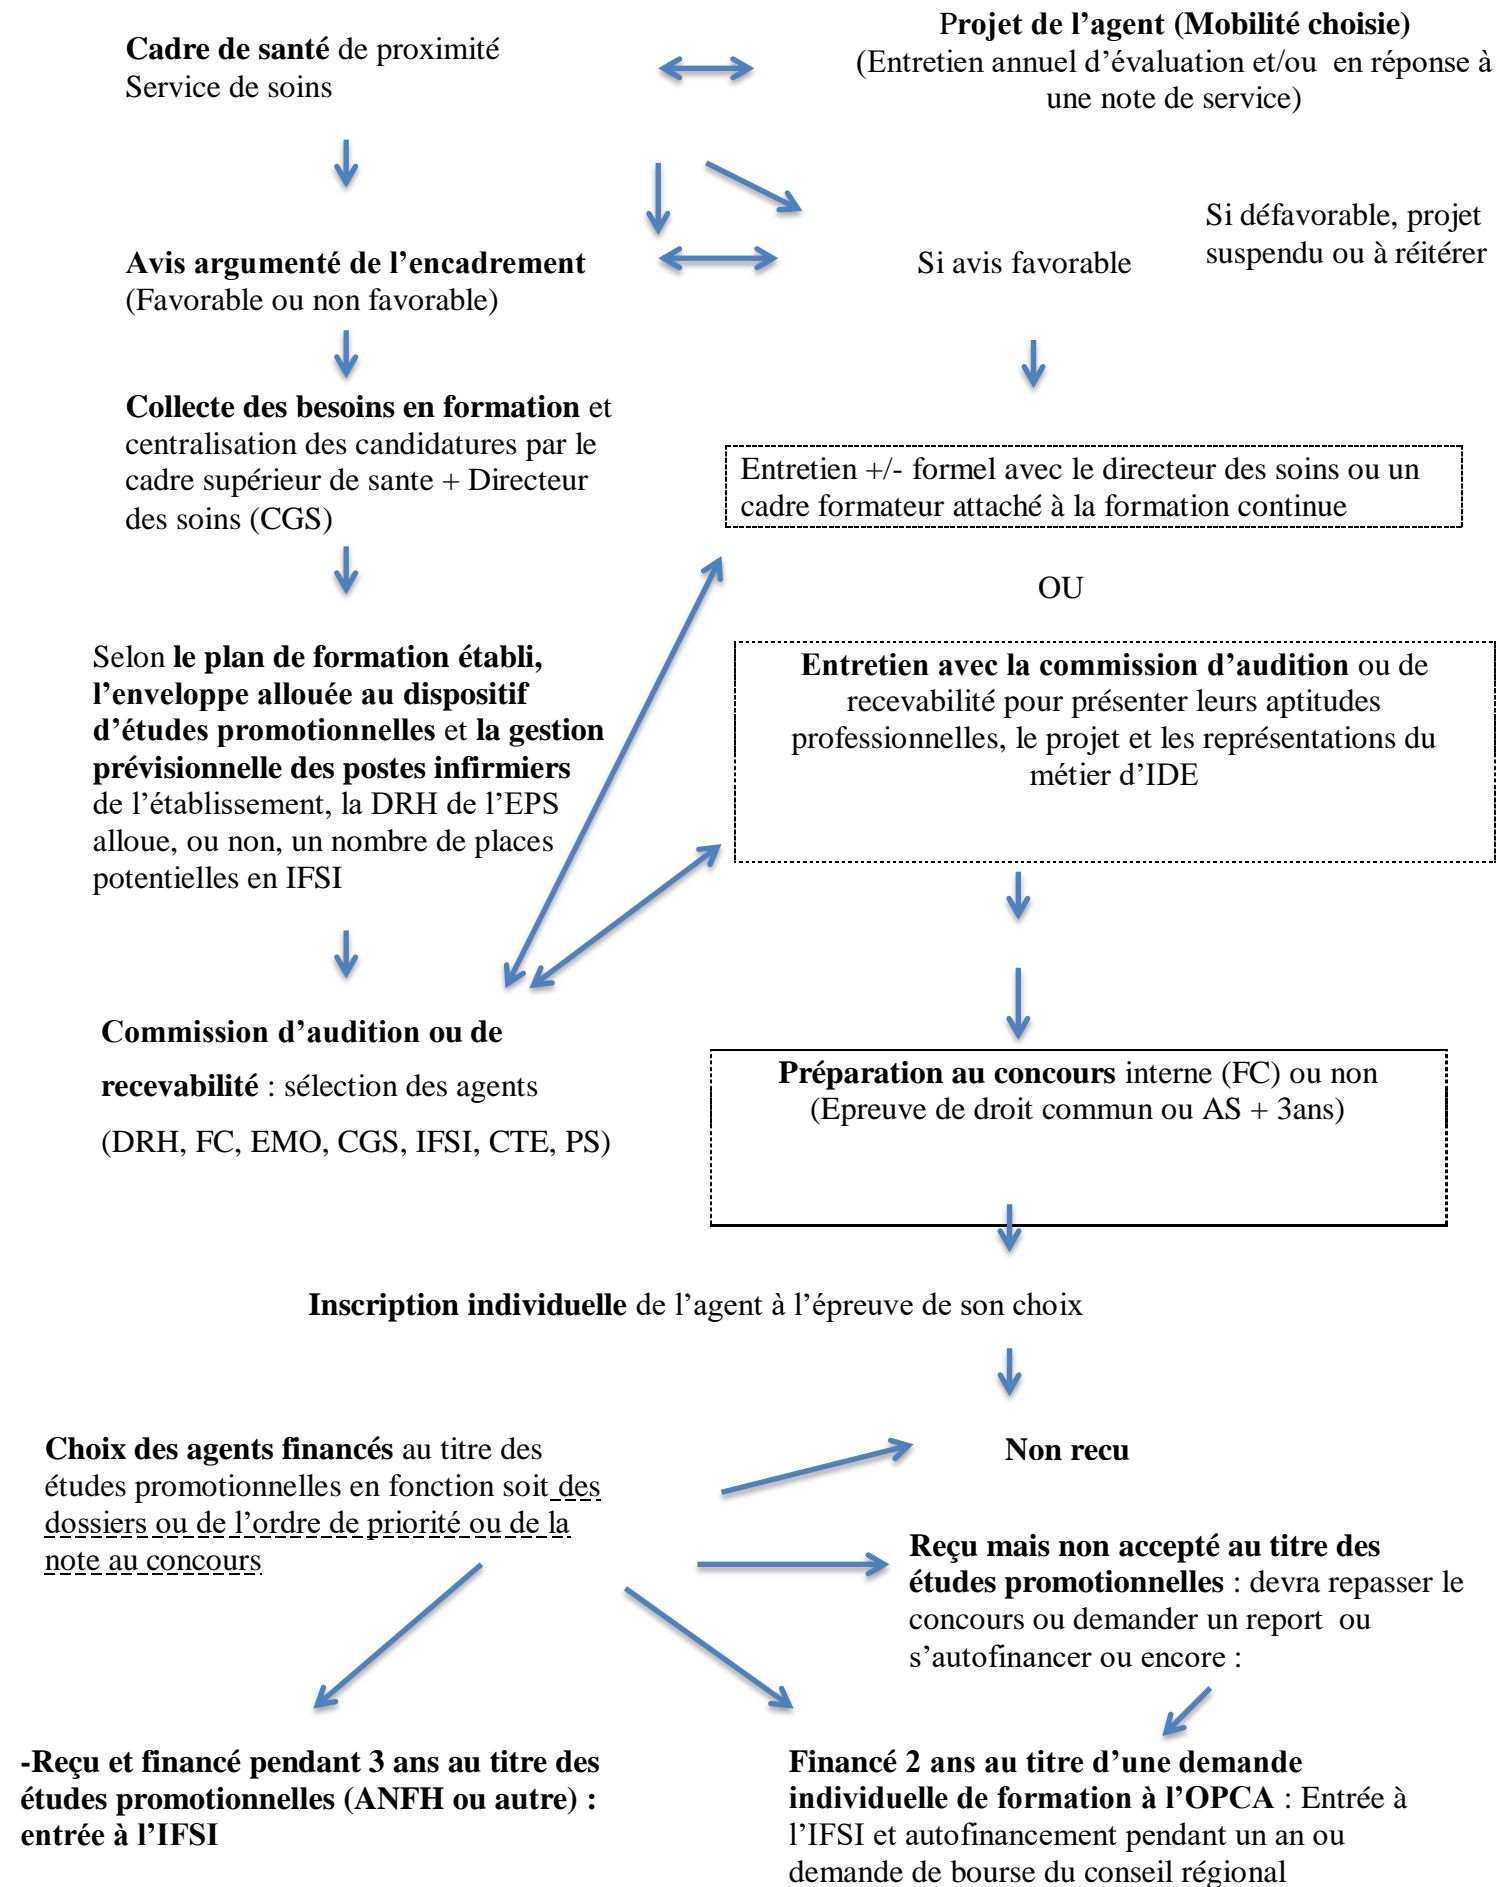 Cadre de santé de proximité
Service de soins
Projet de l’agent (Mobilité choisie)
(Entretien annuel d’évaluation et/ou en réponse à
une note de service)
Avis argumenté de l’encadrement
(Favorable ou non favorable)
Si avis favorable
Si défavorable, projet
suspendu ou à réitérer
Collecte des besoins en formation et
centralisation des candidatures par le
cadre supérieur de sante + Directeur
des soins (CGS)
Entretien +/- formel avec le directeur des soins ou un
cadre formateur attaché à la formation continue
OU
Selon le plan de formation établi,
l’enveloppe allouée au dispositif
d’études promotionnelles et la gestion
prévisionnelle des postes infirmiers
de l’établissement, la DRH de l’EPS
alloue, ou non, un nombre de places
potentielles en IFSI
Entretien avec la commission d’audition ou de
recevabilité pour présenter leurs aptitudes
professionnelles, le projet et les représentations du
métier d’IDE
Commission d’audition ou de
recevabilité : sélection des agents
(DRH, FC, EMO, CGS, IFSI, CTE, PS)
Préparation au concours interne (FC) ou non
(Epreuve de droit commun ou AS + 3ans)
Inscription individuelle de l’agent à l’épreuve de son choix
Choix des agents financés au titre des
études promotionnelles en fonction soit des
dossiers ou de l’ordre de priorité ou de la
note au concours
Non recu
Reçu mais non accepté au titre des
études promotionnelles : devra repasser le
concours ou demander un report ou
s’autofinancer ou encore :
-Reçu et financé pendant 3 ans au titre des
études promotionnelles (ANFH ou autre) :
entrée à l’IFSI
Financé 2 ans au titre d’une demande
individuelle de formation à l’OPCA : Entrée à
l’IFSI et autofinancement pendant un an ou
demande de bourse du conseil régional